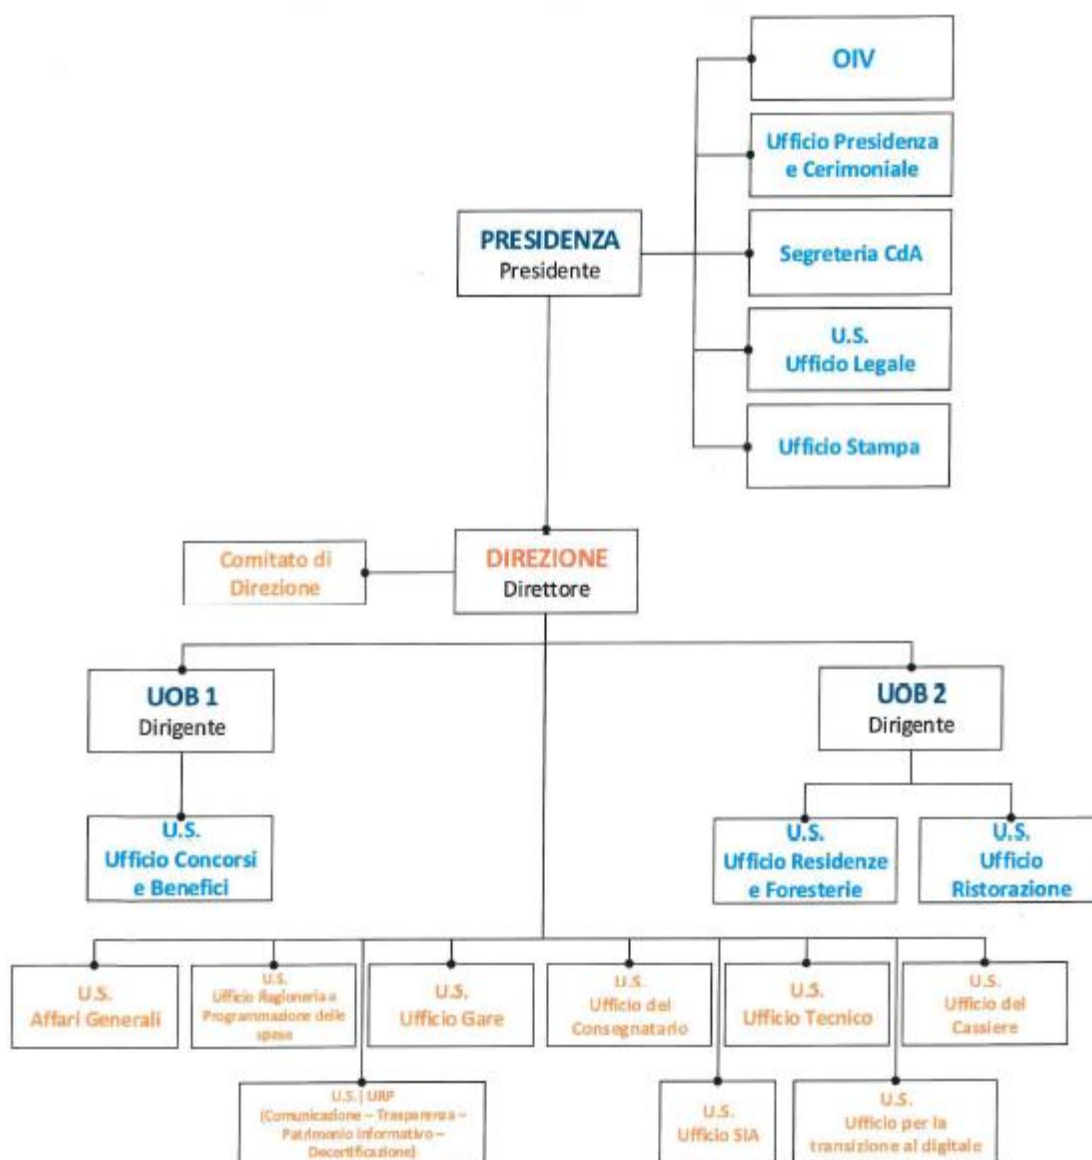 OIV
Ufficio Presidenza
e Cerimoniale
PRESIDENZA
Presidente
Segreteria CdA
U.S.
Ufficio Legale
Ufficio Stampa
Comitato di
Direzione
DIREZIONE
Direttore
UOB 1
Dirigente
UOB 2
Dirigente
U.S.
Ufficio Concorsi
e Benefici
U.S.
Ufficio Residenze
e Foresterie
U.S.
Ufficio
Ristorazione
U.S.
Affari Generali
U.S.
Ufficio Ragioneria e
Programmazione delle
spese
U.S.
Ufficio Gare
U.S.
Ufficio del
Consegnatario
U.S.
Ufficio Tecnico
U.S.
Ufficio del
Cassiere
U.S. | URP
(Comunicazione – Trasparenza –
Patrimonio informativo –
Decertificazione)
U.S.
Ufficio SIA
U.S.
Ufficio per la
transizione al digitale